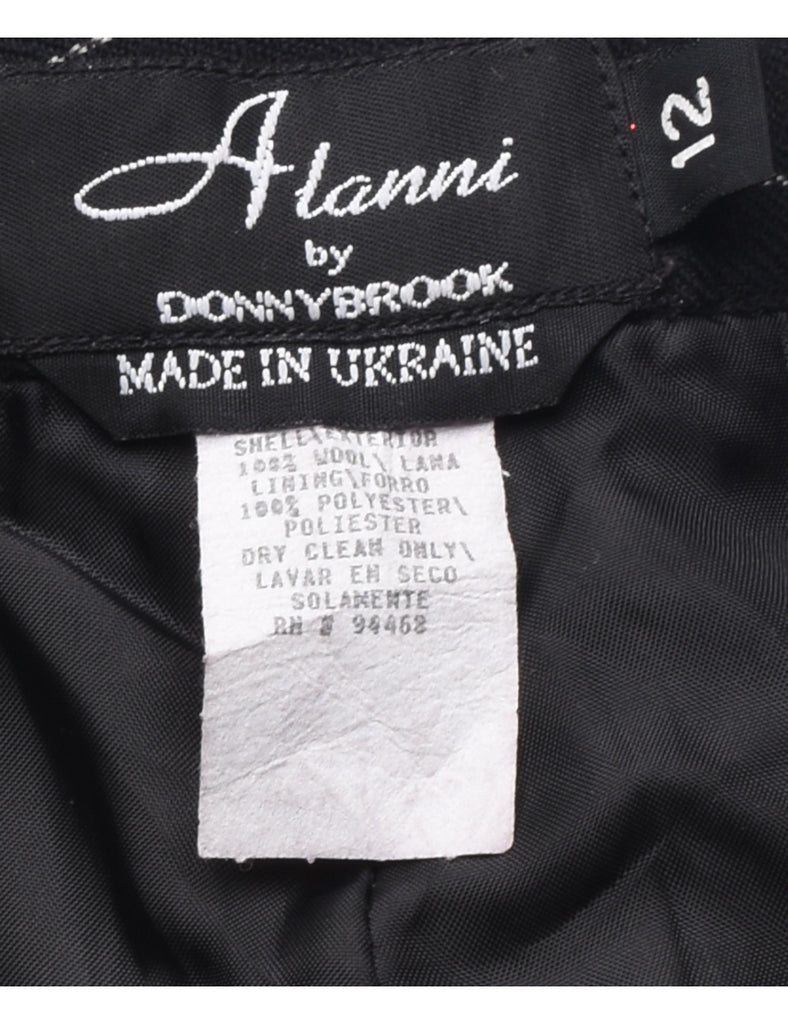 Alanni
by
DONNYBROOK
12
MADE IN UKRAINE
SHELL\EXTERIOR
100% WOOL\ LANA
LINING\FORRO
100% POLYESTER\
POLIESTER
DRY CLEAN ONLY\
LAVAR EN SECO
SOLAMENTE
RN # 94468